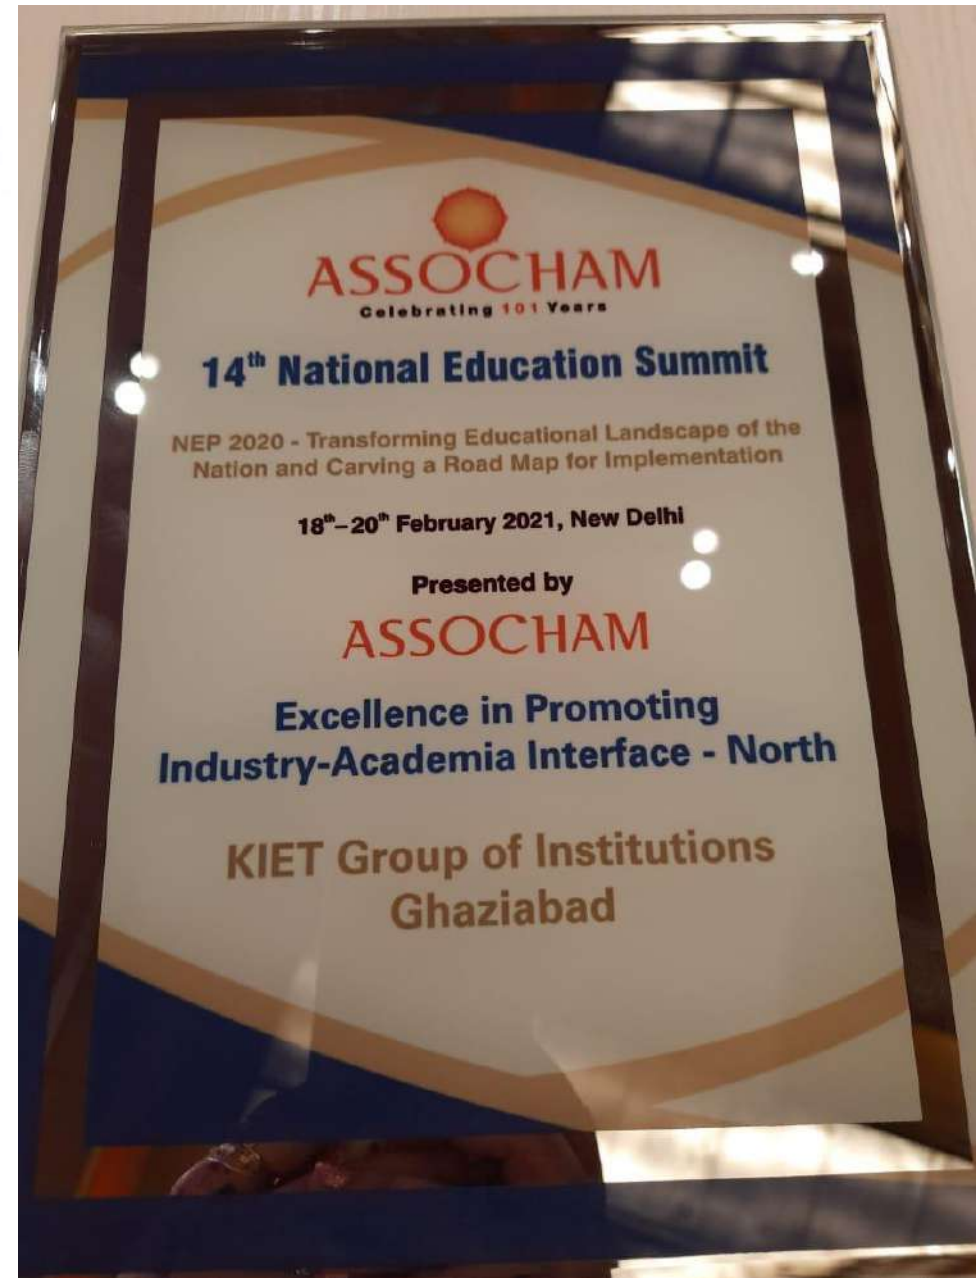 ASSOCHAM
Celebrating 101 Years
14th National Education Summit
NEP 2020 - Transforming Educational Landscape of the
Nation and Carving a Road Map for Implementation
18th–20th February 2021, New Delhi
Presented by
ASSOCHAM
Excellence in Promoting
Industry-Academia Interface - North
KIET Group of Institutions
Ghaziabad